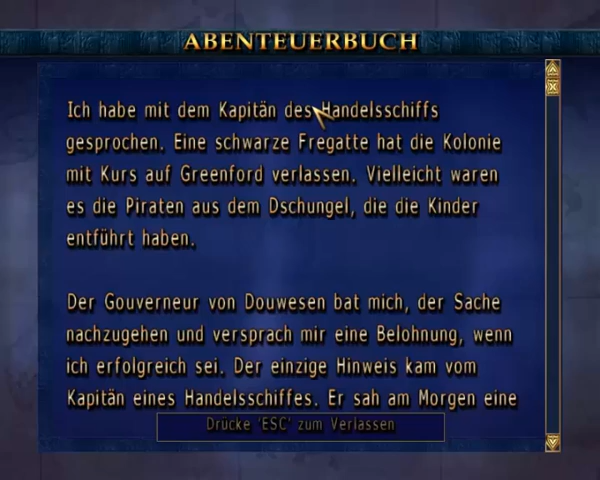 ABENTEUERBUCH
Ich habe mit dem Kapitän des Handelsschiffs
gesprochen. Eine schwarze Fregatte hat die Kolonie
mit Kurs auf Greenford verlassen. Vielleicht waren
es die Piraten aus dem Dschungel, die die Kinder
entführt haben.
Der Gouverneur von Douwesen bat mich, der Sache
nachzugehen und versprach mir eine Belohnung, wenn
ich erfolgreich sei. Der einzige Hinweis kam vom
Kapitän eines Handelsschiffes. Er sah am Morgen eine
Drücke 'ESC' zum Verlassen